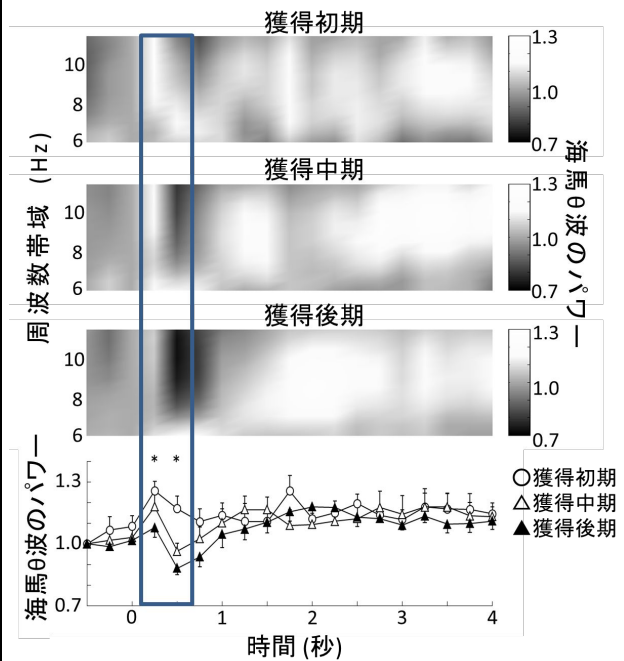 獲得初期
10
8
6
1.3
1.0
0.7
獲得中期
10
8
6
1.3
1.0
0.7
獲得後期
10
8
6
1.3
1.0
0.7
周波数帯域 (Hz)
海馬θ波のパワー
* *
1.3
1.0
0.7
海馬θ波のパワー
0 1 2 3 4
時間 (秒)
獲得初期
獲得中期
獲得後期